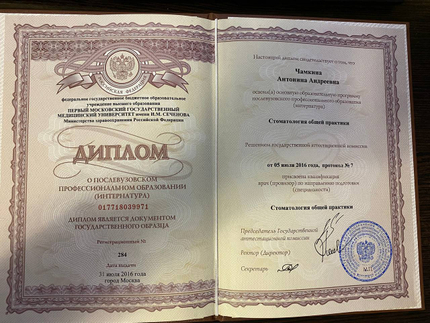 РОССИЙСКАЯ ФЕДЕРАЦИЯ
федеральное государственное бюджетное образовательное
учреждение высшего образования
ПЕРВЫЙ МОСКОВСКИЙ ГОСУДАРСТВЕННЫЙ
МЕДИЦИНСКИЙ УНИВЕРСИТЕТ имени И.М. СЕЧЕНОВА
Министерства здравоохранения Российской Федерации
ДИПЛОМ
О ПОСЛЕВУЗОВСКОМ
ПРОФЕССИОНАЛЬНОМ ОБРАЗОВАНИИ
(ИНТЕРНАТУРА)
017718039971
ДИПЛОМ ЯВЛЯЕТСЯ ДОКУМЕНТОМ
ГОСУДАРСТВЕННОГО ОБРАЗЦА
Регистрационный №
284
Дата выдачи
31 июля 2016 года
город Москва
Настоящий диплом свидетельствует о том, что
Чамкина
Антонина Андреевна
освоил(а) основную образовательную программу
послевузовского профессионального образования
(интернатуры)
Стоматология общей практики
Решением государственной аттестационной комиссии
от 05 июля 2016 года, протокол № 7
присвоена квалификация
врач (провизор) по направлению подготовки
(специальности)
Стоматология общей практики
Председатель Государственной
аттестационной комиссии
Ректор (Директор)
Секретарь
М.П.